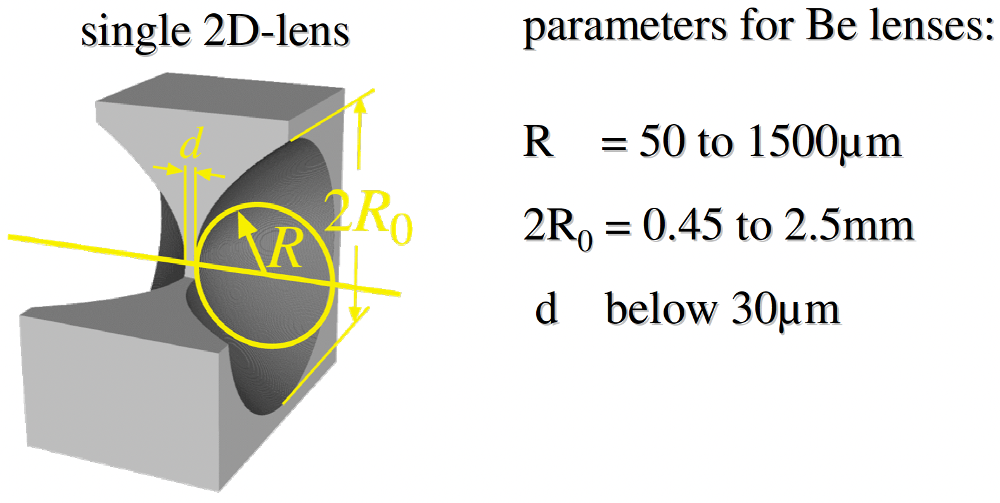 single 2D-lens
d
R
2R₀
parameters for Be lenses:
R = 50 to 1500μm
2R₀ = 0.45 to 2.5mm
d below 30μm